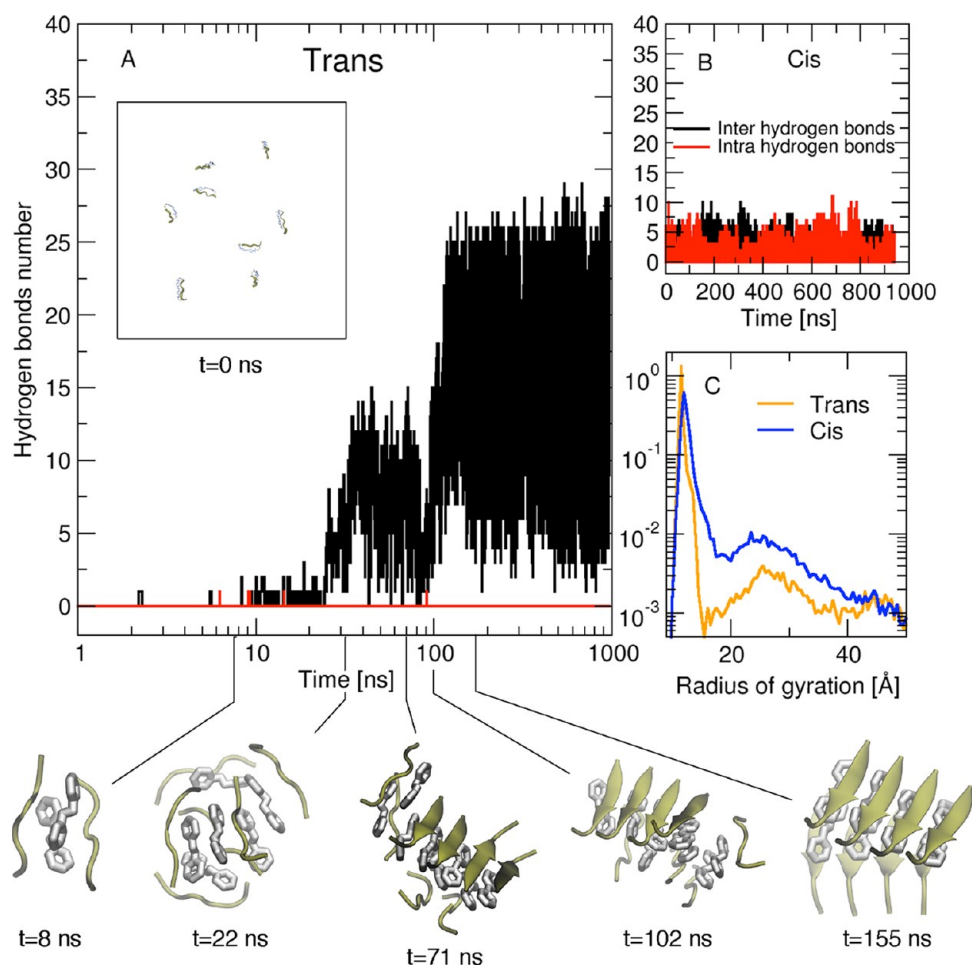 A
Trans
Hydrogen bonds number
40
35
30
25
20
15
10
5
0
t=0 ns
1
10
100
1000
Time [ns]
B
Cis
Inter hydrogen bonds
Intra hydrogen bonds
40
35
30
25
20
15
10
5
0
0 200 400 600 800 1000
Time [ns]
C
Trans
Cis
10^0
10^-1
10^-2
10^-3
20 40
Radius of gyration [Å]
t=8 ns
t=22 ns
t=71 ns
t=102 ns
t=155 ns